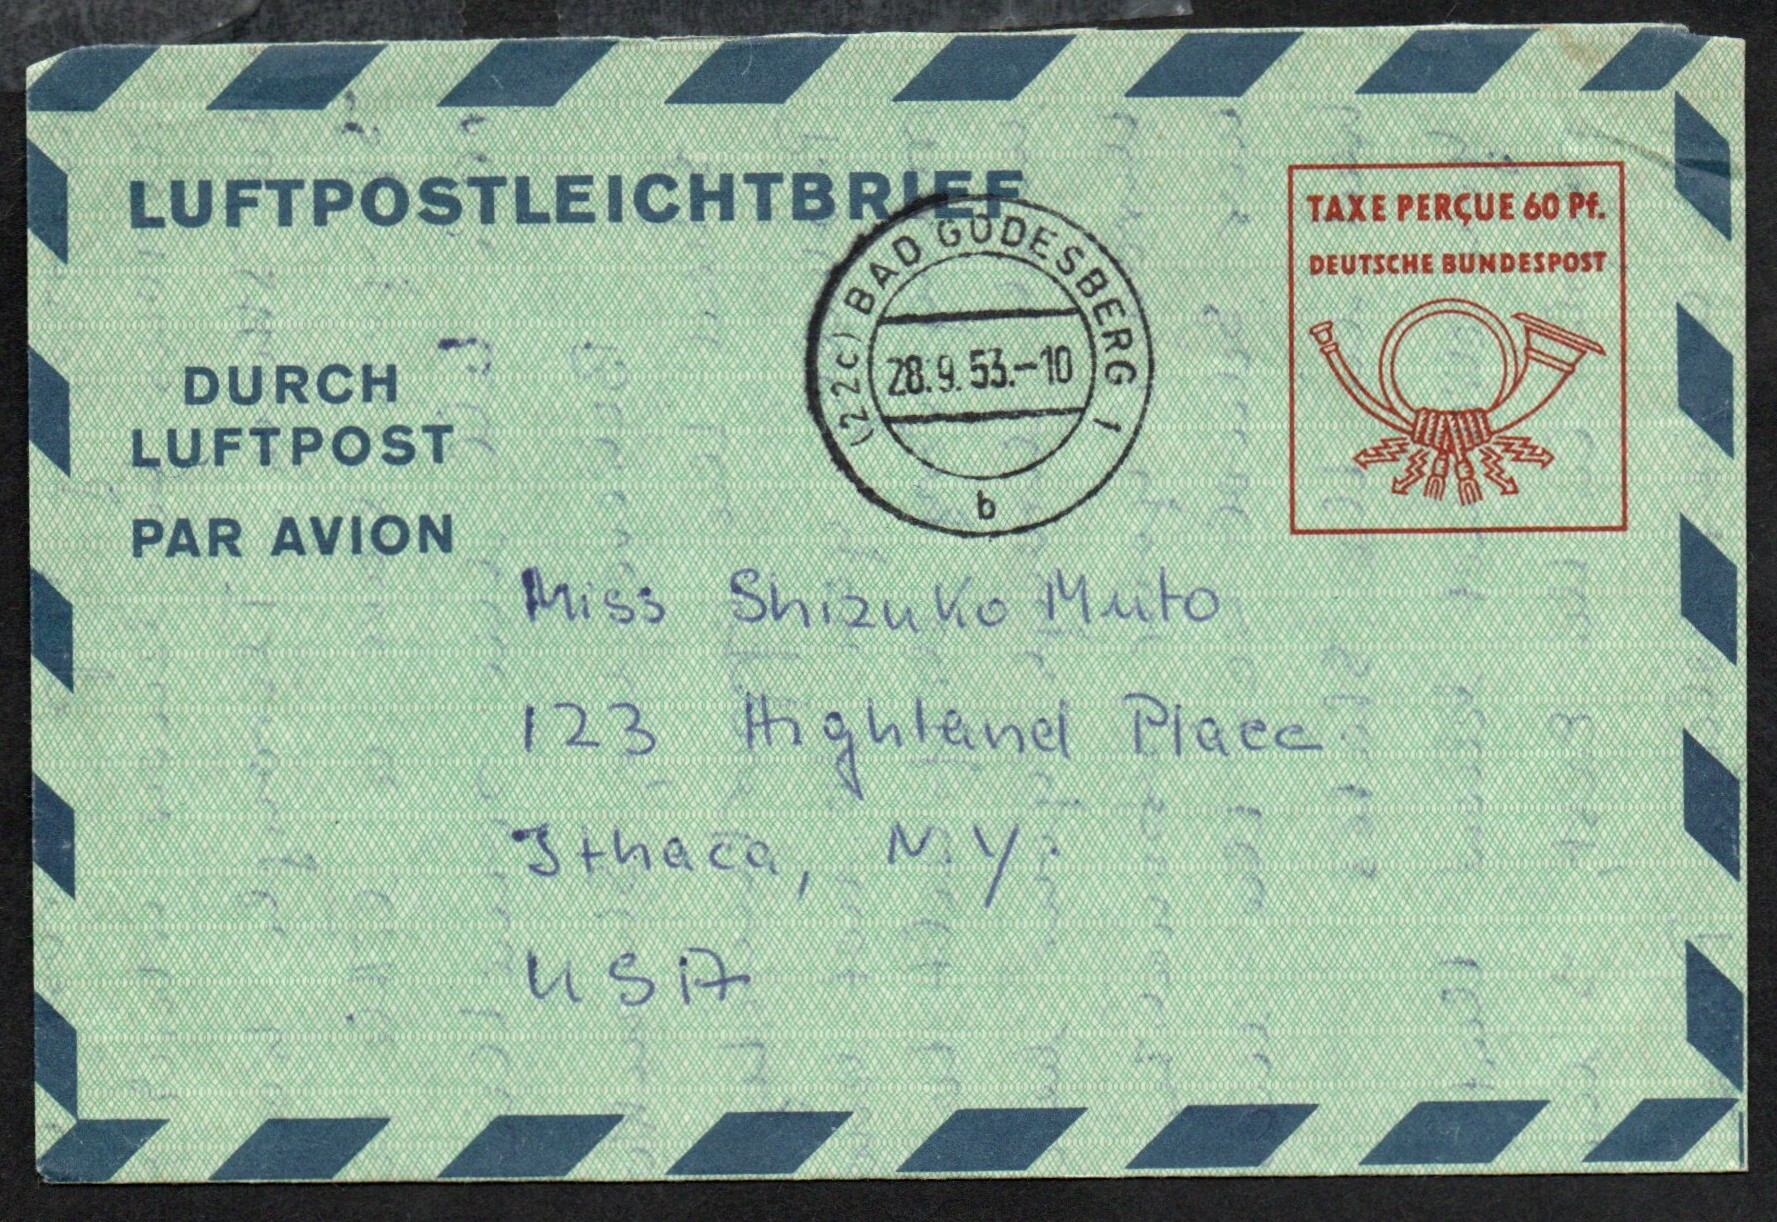 LUFTPOSTLEICHTBRIEF
TAXE PERÇUE 60 Pf.
DEUTSCHE BUNDESPOST
(22c) BAD GODESBERG 1
28.9.53.-10
b
DURCH
LUFTPOST
PAR AVION
Miss Shizuko Muto
123 Highland Place
Ithaca, N.Y.
USA